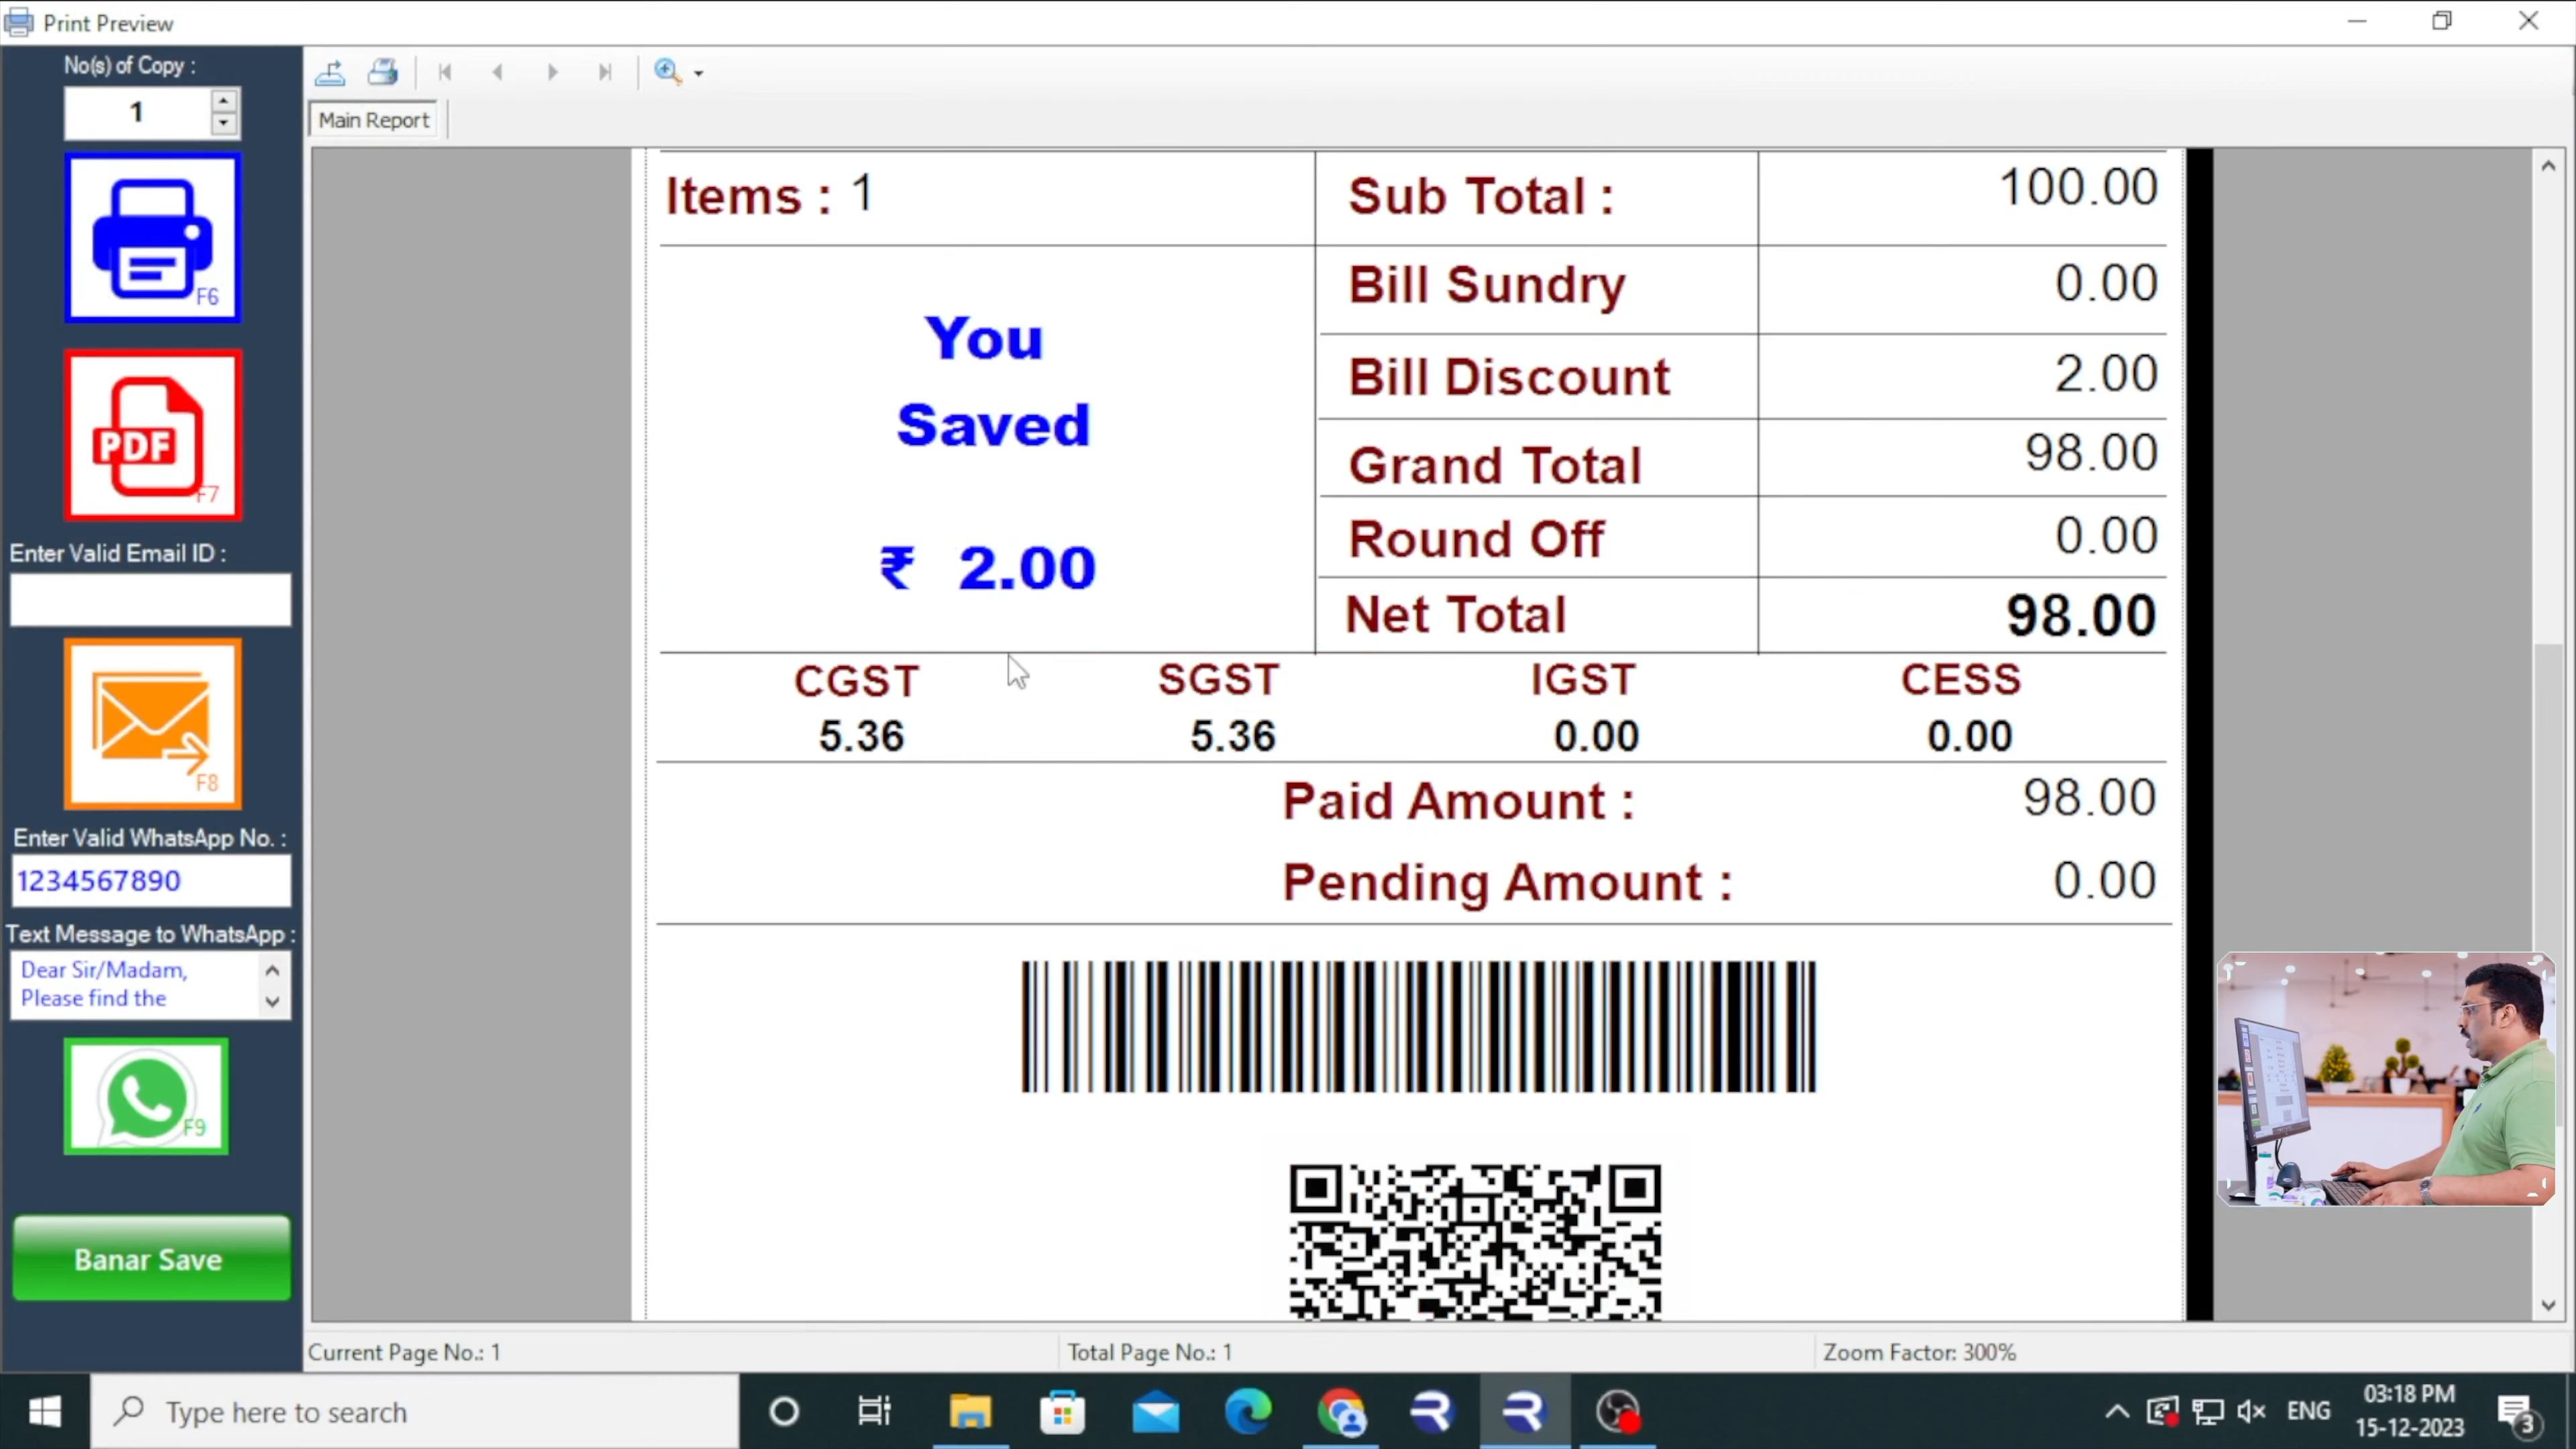 Print Preview
No(s) of Copy :
1
F6
PDF
F7
Enter Valid Email ID :
F8
Enter Valid WhatsApp No. :
1234567890
Text Message to WhatsApp :
Dear Sir/Madam,
Please find the
F9
Banar Save
Main Report
Items : 1
Sub Total : 100.00
Bill Sundry 0.00
You
Saved
₹ 2.00
Bill Discount 2.00
Grand Total 98.00
Round Off 0.00
Net Total 98.00
CGST SGST IGST CESS
5.36 5.36 0.00 0.00
Paid Amount : 98.00
Pending Amount : 0.00
Current Page No.: 1 Total Page No.: 1 Zoom Factor: 300%
Type here to search
ENG
03:18 PM
15-12-2023
3